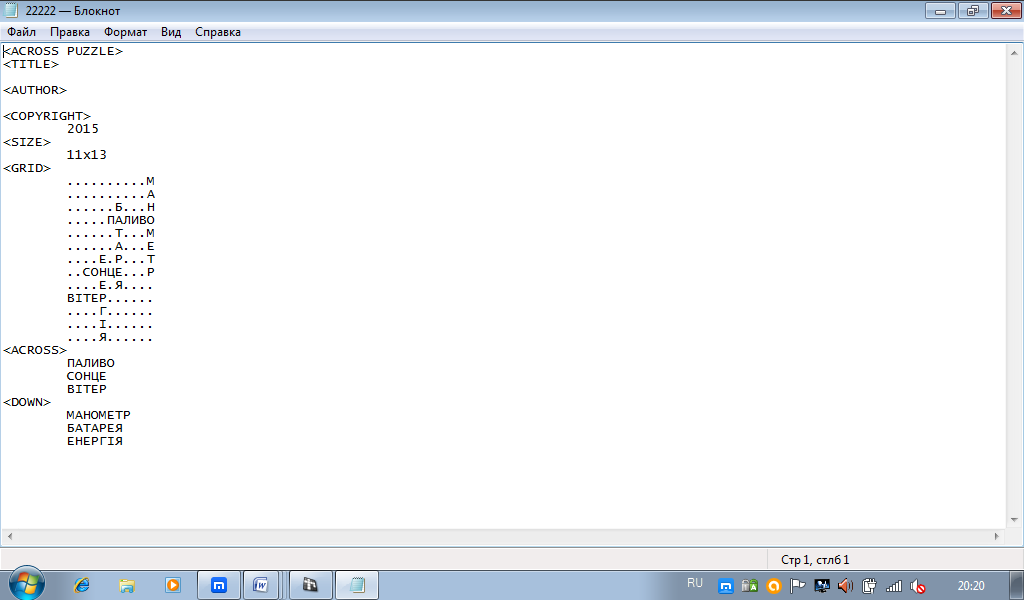 22222 — Блокнот
Файл Правка Формат Вид Справка
<ACROSS PUZZLE>
<TITLE>
<AUTHOR>
<COPYRIGHT>
2015
<SIZE>
11x13
<GRID>
..........М
..........А
......Б...Н
.....ПАЛИВО
......Т...М
......А...Е
....Е.Р...Т
..СОНЦЕ...Р
....Е.Я....
ВІТЕР......
....Г......
....І......
....Я......
<ACROSS>
ПАЛИВО
СОНЦЕ
ВІТЕР
<DOWN>
МАНОМЕТР
БАТАРЕЯ
ЕНЕРГІЯ
Стр 1, стлб 1
RU
20:20